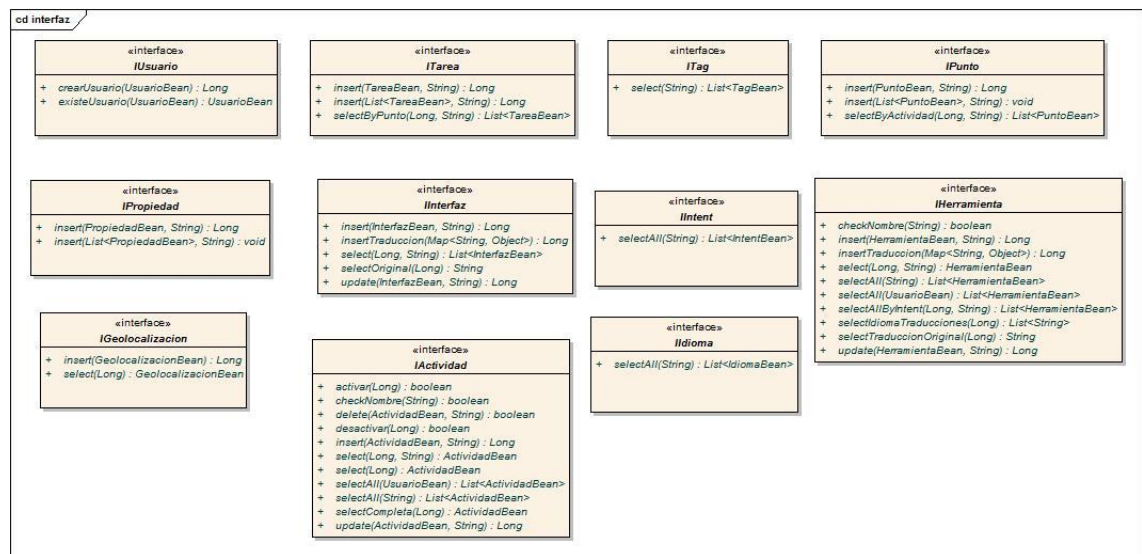 cd interfaz
«interface»
IUsuario
+ crearUsuario(UsuarioBean) : Long
+ existeUsuario(UsuarioBean) : UsuarioBean
«interface»
ITarea
+ insert(TareaBean, String) : Long
+ insert(List<TareaBean>, String) : Long
+ selectByPunto(Long, String) : List<TareaBean>
«interface»
ITag
+ select(String) : List<TagBean>
«interface»
IPunto
+ insert(PuntoBean, String) : Long
+ insert(List<PuntoBean>, String) : void
+ selectByActividad(Long, String) : List<PuntoBean>
«interface»
IPropiedad
+ insert(PropiedadBean, String) : Long
+ insert(List<PropiedadBean>, String) : void
«interface»
IInterfaz
+ insert(InterfazBean, String) : Long
+ insertTraduccion(Map<String, Object>) : Long
+ select(Long, String) : List<InterfazBean>
+ selectOriginal(Long) : String
+ update(InterfazBean, String) : Long
«interface»
IIntent
+ selectAll(String) : List<IntentBean>
«interface»
IHerramienta
+ checkNombre(String) : boolean
+ insert(HerramientaBean, String) : Long
+ insertTraduccion(Map<String, Object>) : Long
+ select(Long, String) : HerramientaBean
+ selectAll(String) : List<HerramientaBean>
+ selectAll(UsuarioBean) : List<HerramientaBean>
+ selectAllByIntent(Long, String) : List<HerramientaBean>
+ selectIdiomaTraducciones(Long) : List<String>
+ selectTraduccionOriginal(Long) : String
+ update(HerramientaBean, String) : Long
«interface»
IGeolocalizacion
+ insert(GeolocalizacionBean) : Long
+ select(Long) : GeolocalizacionBean
«interface»
IActividad
+ activar(Long) : boolean
+ checkNombre(String) : boolean
+ delete(ActividadBean, String) : boolean
+ desactivar(Long) : boolean
+ insert(ActividadBean, String) : Long
+ select(Long, String) : ActividadBean
+ select(Long) : ActividadBean
+ selectAll(UsuarioBean) : List<ActividadBean>
+ selectAll(String) : List<ActividadBean>
+ selectCompleta(Long) : ActividadBean
+ update(ActividadBean, String) : Long
«interface»
IIdioma
+ selectAll(String) : List<IdiomaBean>